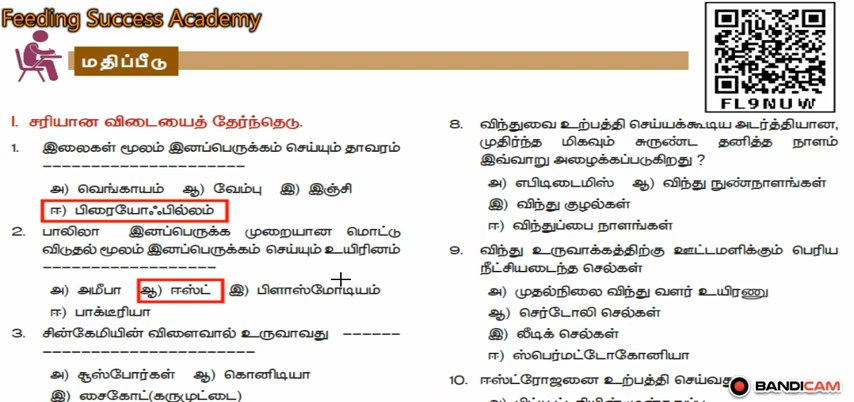 Feeding Success Academy
மதிப்பீடு
FL9NUW
I. சரியான விடையைத் தேர்ந்தெடு.
1. இலைகள் மூலம் இனப்பெருக்கம் செய்யும் தாவரம்
----------------------
அ) வெங்காயம் ஆ) வேம்பு இ) இஞ்சி
ஈ) பிரையோஃபில்லம்
2. பாலிலா இனப்பெருக்க முறையான மொட்டு
விடுதல் மூலம் இனப்பெருக்கம் செய்யும் உயிரினம்
-------------------
அ) அமீபா ஆ) ஈஸ்ட் இ) பிளாஸ்மோடியம்
ஈ) பாக்டீரியா
3. சின்கேமியின் விளைவால் உருவாவது ------
-----------------------
அ) சூஸ்போர்கள் ஆ) கொனிடியா
இ) சைகோட்(கருமுட்டை)
8. விந்துவை உற்பத்தி செய்யக்கூடிய அடர்த்தியான,
முதிர்ந்த மிகவும் சுருண்ட தனித்த நாளம்
இவ்வாறு அழைக்கப்படுகிறது ?
அ) எபிடிடைமிஸ் ஆ) விந்து நுண்நாளங்கள்
இ) விந்து குழல்கள்
ஈ) விந்துப்பை நாளங்கள்
9. விந்து உருவாக்கத்திற்கு ஊட்டமளிக்கும் பெரிய
நீட்சியடைந்த செல்கள்
அ) முதல்நிலை விந்து வளர் உயிரணு
ஆ) செர்டோலி செல்கள்
இ) லீடிக் செல்கள்
ஈ) ஸ்பெர்மட்டோகோனியா
10. ஈஸ்ட்ரோஜனை உற்பத்தி செய்வது
BANDICAM